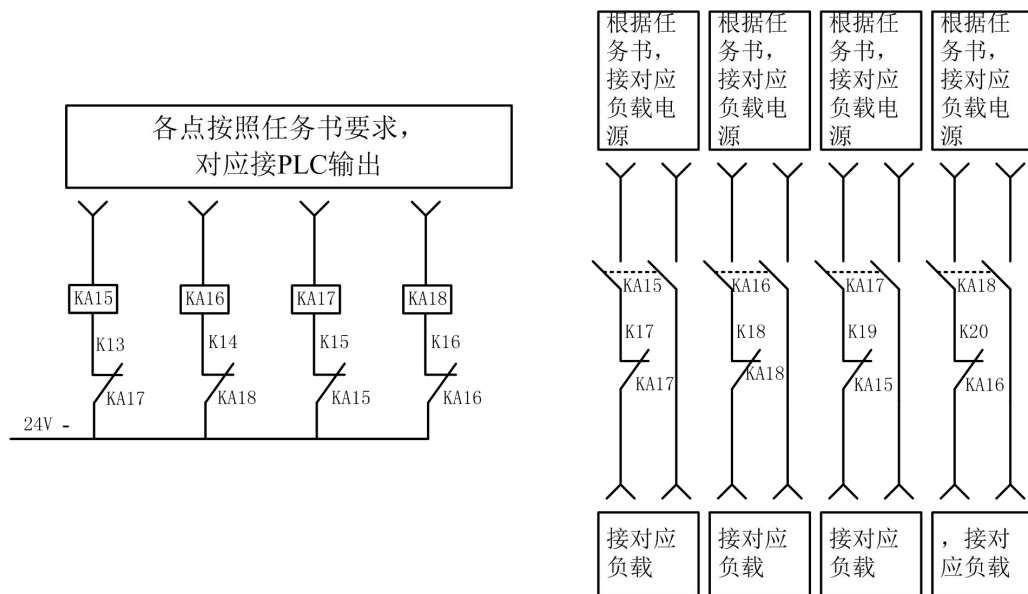 各点按照任务书要求，
对应接PLC输出
KA15
KA16
KA17
KA18
K13
K14
K15
K16
KA17
KA18
KA15
KA16
24V -
根据任
务书，
接对应
负载电
源
根据任
务书，
接对应
负载电
源
根据任
务书，
接对应
负载电
源
根据任
务书，
接对应
负载电
源
KA15
KA16
KA17
KA18
K17
K18
K19
K20
KA17
KA18
KA15
KA16
接对应
负载
接对应
负载
接对应
负载
，接对
应负载